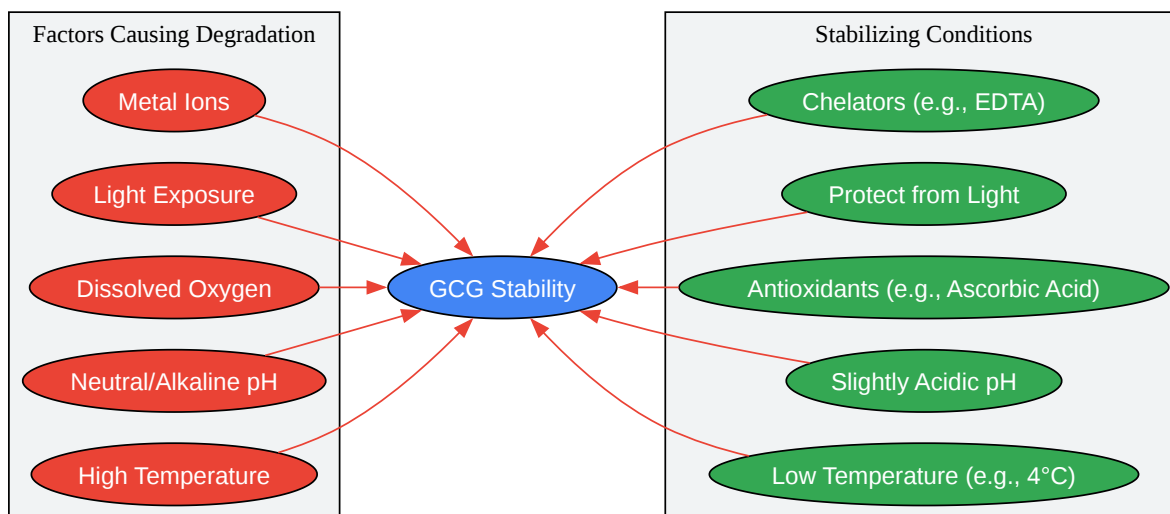 Factors Causing Degradation
Metal Ions
Light Exposure
Dissolved Oxygen
Neutral/Alkaline pH
High Temperature
GCG Stability
Stabilizing Conditions
Chelators (e.g., EDTA)
Protect from Light
Antioxidants (e.g., Ascorbic Acid)
Slightly Acidic pH
Low Temperature (e.g., 4°C)